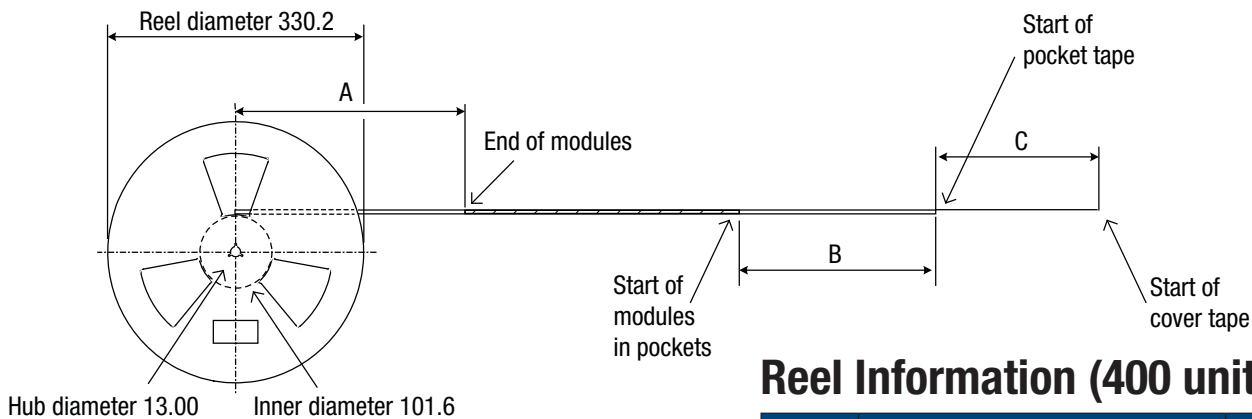 Reel diameter 330.2
Start of
pocket tape
A
End of modules
C
B
Start of
modules
in pockets
Start of
cover tape
Hub diameter 13.00
Inner diameter 101.6
Reel Information (400 unit